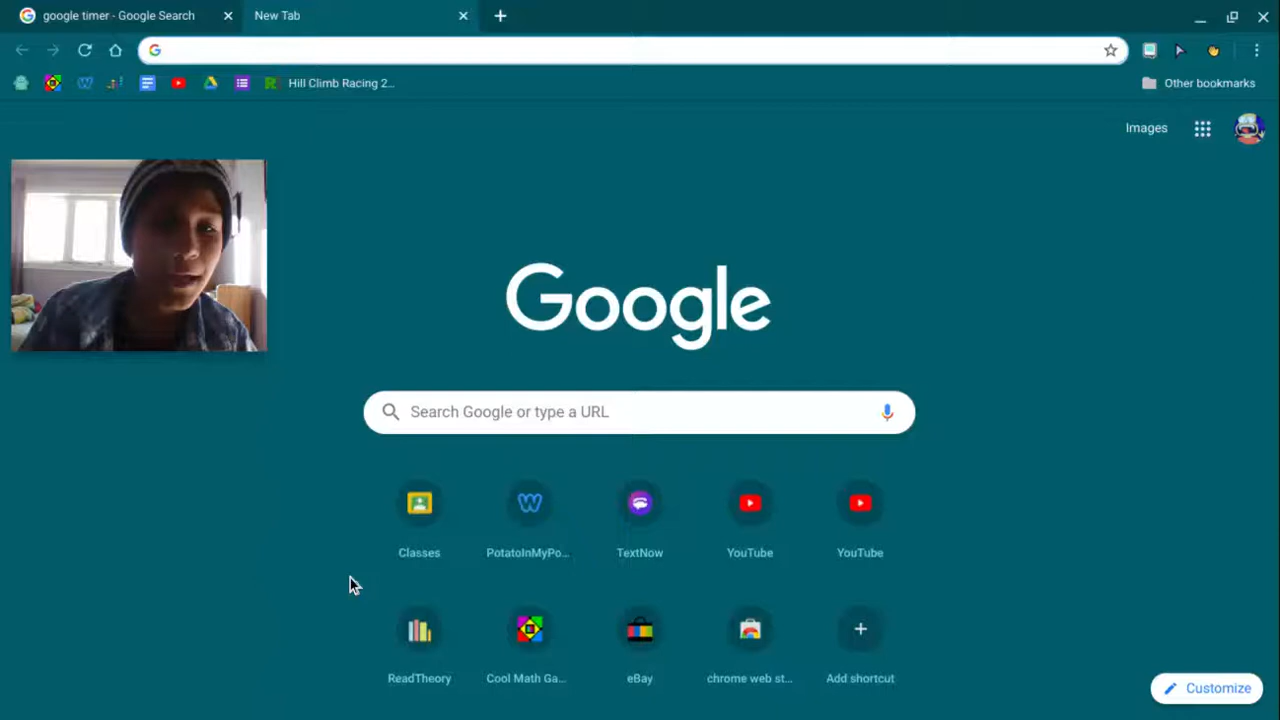 google timer - Google Search
New Tab
Hill Climb Racing 2...
Other bookmarks
Images
Google
Search Google or type a URL
Classes
PotatoInMyPo...
TextNow
YouTube
YouTube
ReadTheory
Cool Math Ga...
eBay
chrome web st...
Add shortcut
Customize